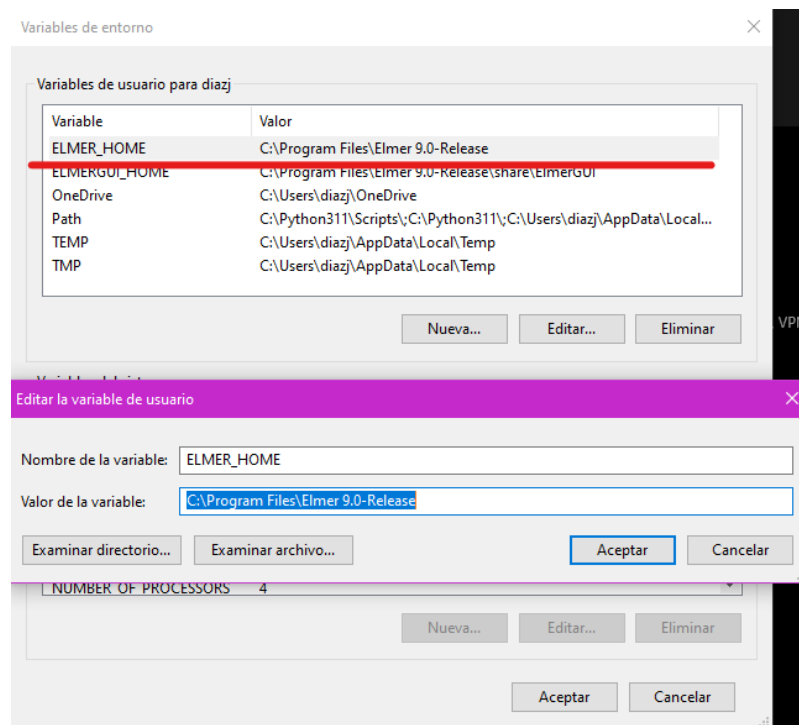 Variables de entorno
Variables de usuario para diazj
Variable Valor
ELMER_HOME C:\Program Files\Elmer 9.0-Release
ELMERGUI_HOME C:\Program Files\Elmer 9.0-Release\share\ElmerGUI
OneDrive C:\Users\diazj\OneDrive
Path C:\Python311\Scripts\;C:\Python311\;C:\Users\diazj\AppData\Local...
TEMP C:\Users\diazj\AppData\Local\Temp
TMP C:\Users\diazj\AppData\Local\Temp
Nueva... Editar... Eliminar
Editar la variable de usuario
Nombre de la variable: ELMER_HOME
Valor de la variable: C:\Program Files\Elmer 9.0-Release
Examinar directorio... Examinar archivo... Aceptar Cancelar
NUMBER_OF_PROCESSORS 4
Nueva... Editar... Eliminar
Aceptar Cancelar